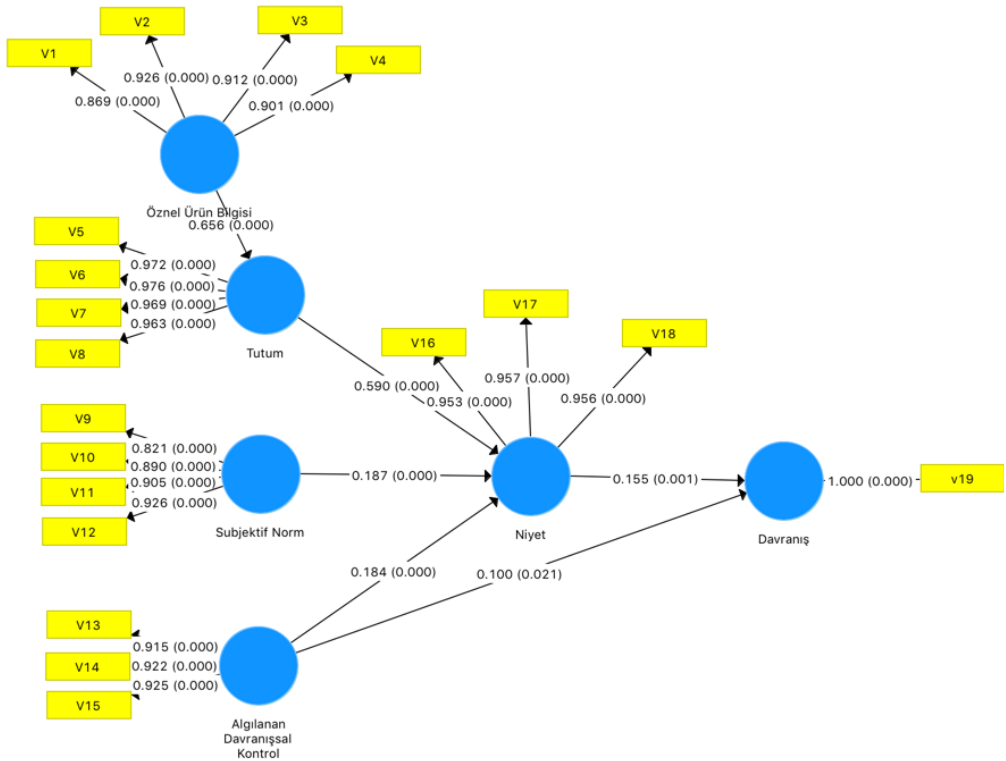 V1
V2
V3
V4
0.869 (0.000)
0.926 (0.000)
0.912 (0.000)
0.901 (0.000)
Öznel Ürün Bilgisi
0.656 (0.000)
V5
V6
V7
V8
0.972 (0.000)
0.976 (0.000)
0.969 (0.000)
0.963 (0.000)
Tutum
0.590 (0.000)
V16
V17
V18
0.953 (0.000)
0.957 (0.000)
0.956 (0.000)
V9
V10
V11
V12
0.821 (0.000)
0.890 (0.000)
0.905 (0.000)
0.926 (0.000)
Subjektif Norm
0.187 (0.000)
Niyet
0.155 (0.001)
Davranış
1.000 (0.000)
v19
0.184 (0.000)
0.100 (0.021)
V13
V14
V15
0.915 (0.000)
0.922 (0.000)
0.925 (0.000)
Algılanan
Davranışsal
Kontrol